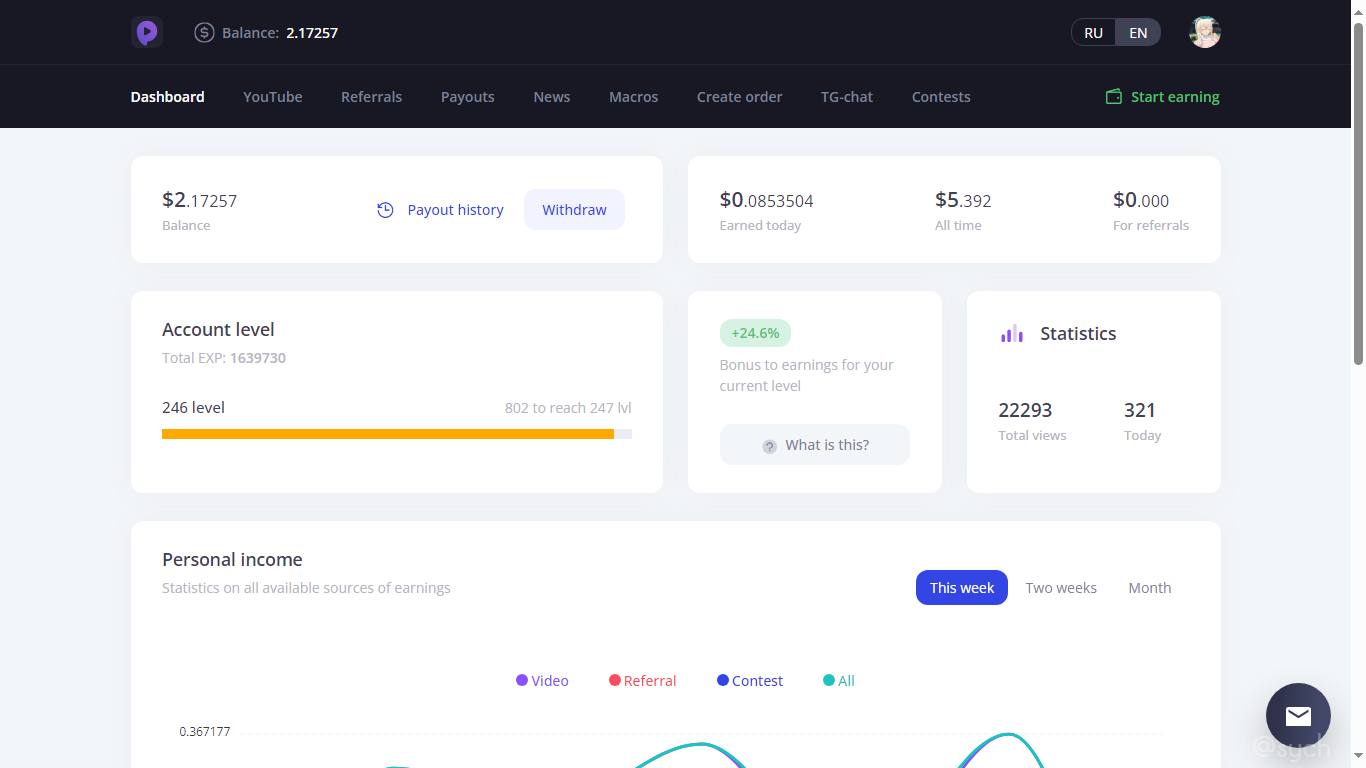 Balance: 2.17257
RU EN
Dashboard YouTube Referrals Payouts News Macros Create order TG-chat Contests Start earning
$2.17257
Balance
Payout history
Withdraw
$0.0853504
Earned today
$5.392
All time
$0.000
For referrals
Account level
Total EXP: 1639730
246 level
802 to reach 247 lvl
+24.6%
Bonus to earnings for your
current level
? What is this?
Statistics
22293
Total views
321
Today
Personal income
Statistics on all available sources of earnings
This week Two weeks Month
Video Referral Contest All
0.367177
@sych